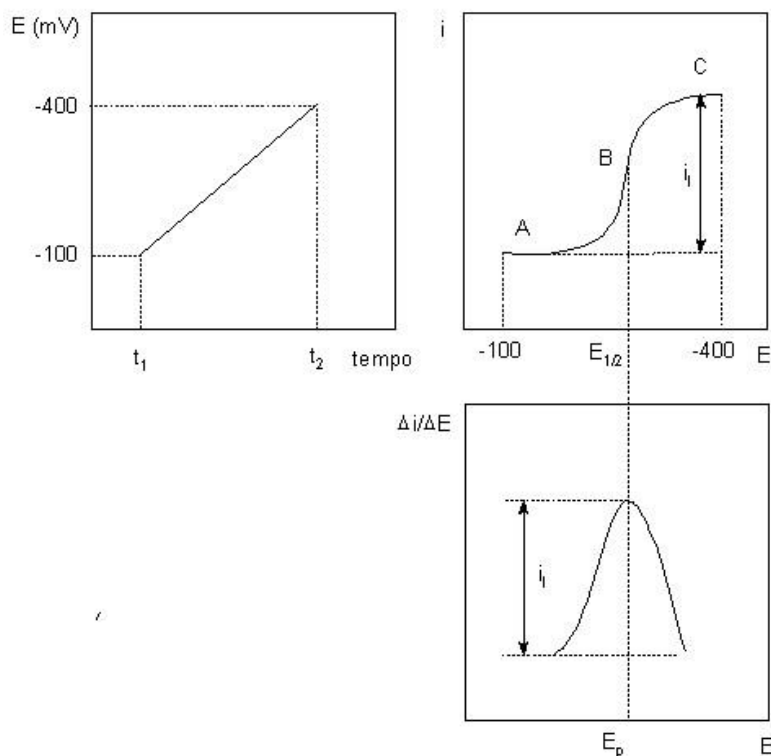 E (mV)
-400
-100
t₁
t₂
tempo
i
A
B
C
iₗ
-100
E₁/₂
-400
E
Δi/ΔE
iₗ
Eₚ
E